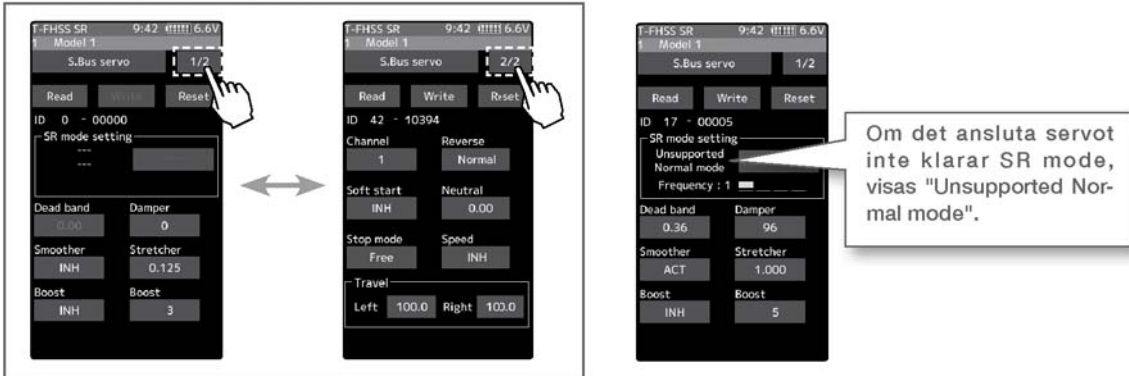 T-FHSS SR 9:42 6.6V
1 Model 1
S.Bus servo 1/2
Read Write Reset
ID 0 - 00000
SR mode setting
---
---
Dead band Damper
0.00 0
Smoother Stretcher
INH 0.125
Boost Boost
INH 3
T-FHSS SR 9:42 6.6V
1 Model 1
S.Bus servo 2/2
Read Write Reset
ID 42 - 10394
Channel Reverse
1 Normal
Soft start Neutral
INH 0.00
Stop mode Speed
Free INH
Travel
Left 100.0 Right 100.0
T-FHSS SR 9:42 6.6V
1 Model 1
S.Bus servo 1/2
Read Write Reset
ID 17 - 00005
SR mode setting
Unsupported
Normal mode
Frequency : 1
Dead band Damper
0.36 96
Smoother Stretcher
ACT 1.000
Boost Boost
INH 5
Om det ansluta servot
inte klarar SR mode,
visas "Unsupported Nor-
mal mode".